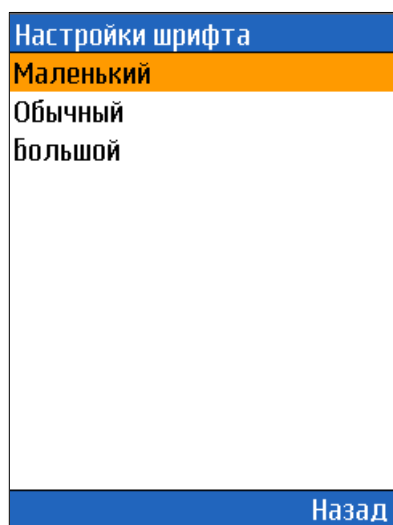 Настройки шрифта
Маленький
Обычный
Большой
Назад